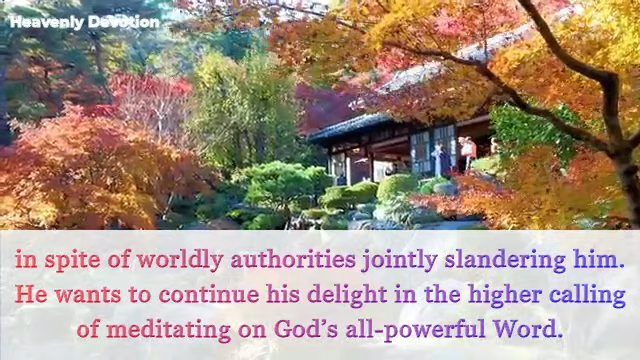 Heavenly Devotion
in spite of worldly authorities jointly slandering him.
He wants to continue his delight in the higher calling
of meditating on God’s all-powerful Word.